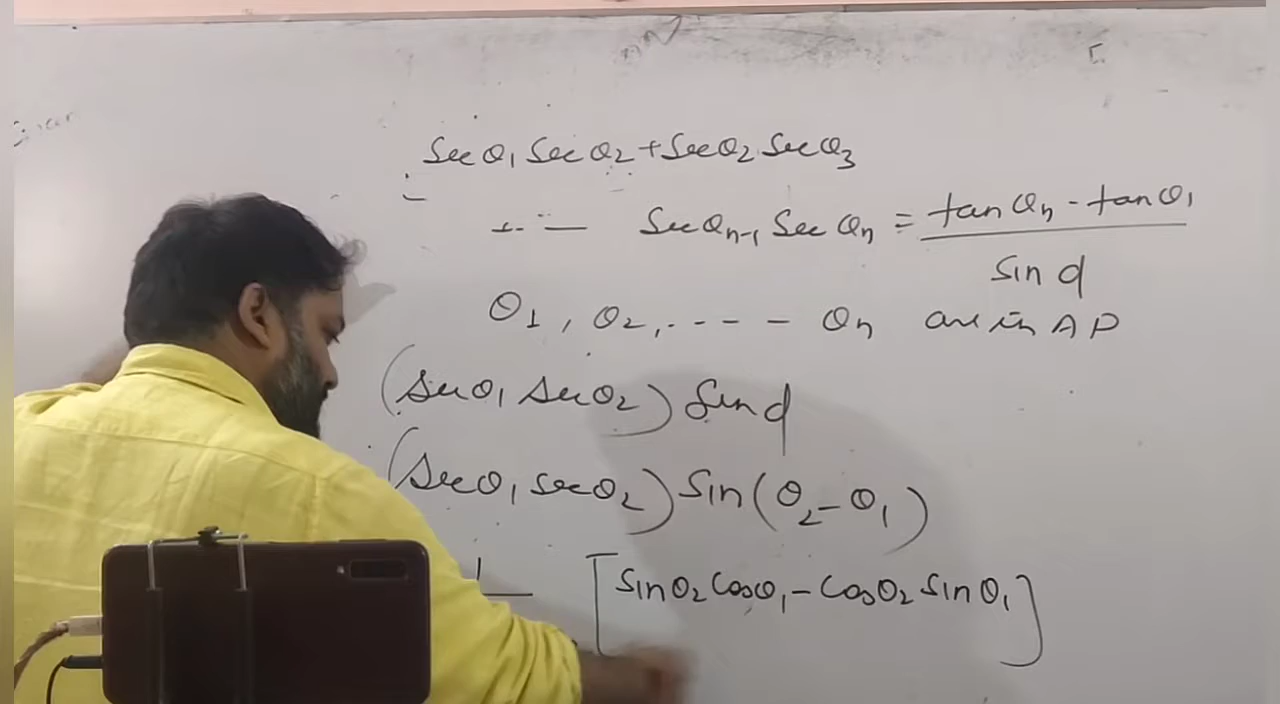 Sec θ₁ Sec θ₂ + Sec θ₂ Sec θ₃
+ - - — Sec θₙ₋₁ Sec θₙ = (tan θₙ - tan θ₁) / sin d
θ₁, θ₂, - - - - θₙ are in AP
(Sec θ₁ Sec θ₂) Sin d
(Sec θ₁ sec θ₂) Sin(θ₂ - θ₁)
1 [sin θ₂ cos θ₁ - cos θ₂ sin θ₁]